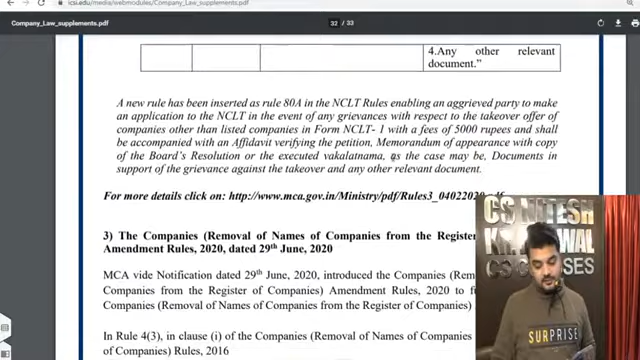 icsi.edu/media/webmodules/Company_Law_supplements.pdf
Company_Law_supplements.pdf
32 / 33
4.Any other relevant
document.”
A new rule has been inserted as rule 80A in the NCLT Rules enabling an aggrieved party to make
an application to the NCLT in the event of any grievances with respect to the takeover offer of
companies other than listed companies in Form NCLT- 1 with a fees of 5000 rupees and shall
be accompanied with an Affidavit verifying the petition, Memorandum of appearance with copy
of the Board’s Resolution or the executed vakalatnama, as the case may be, Documents in
support of the grievance against the takeover and any other relevant document.
For more details click on: http://www.mca.gov.in/Ministry/pdf/Rules3_04022020.pdf
3) The Companies (Removal of Names of Companies from the Register
Amendment Rules, 2020, dated 29th June, 2020
MCA vide Notification dated 29th June, 2020, introduced the Companies (Rem
Companies from the Register of Companies) Amendment Rules, 2020 to fu
Companies (Removal of Names of Companies from the Register of Companies)
In Rule 4(3), in clause (i) of the Companies (Removal of Names of Companies
of Companies) Rules, 2016
CS NITESH
CS COURSES
SURPRISE